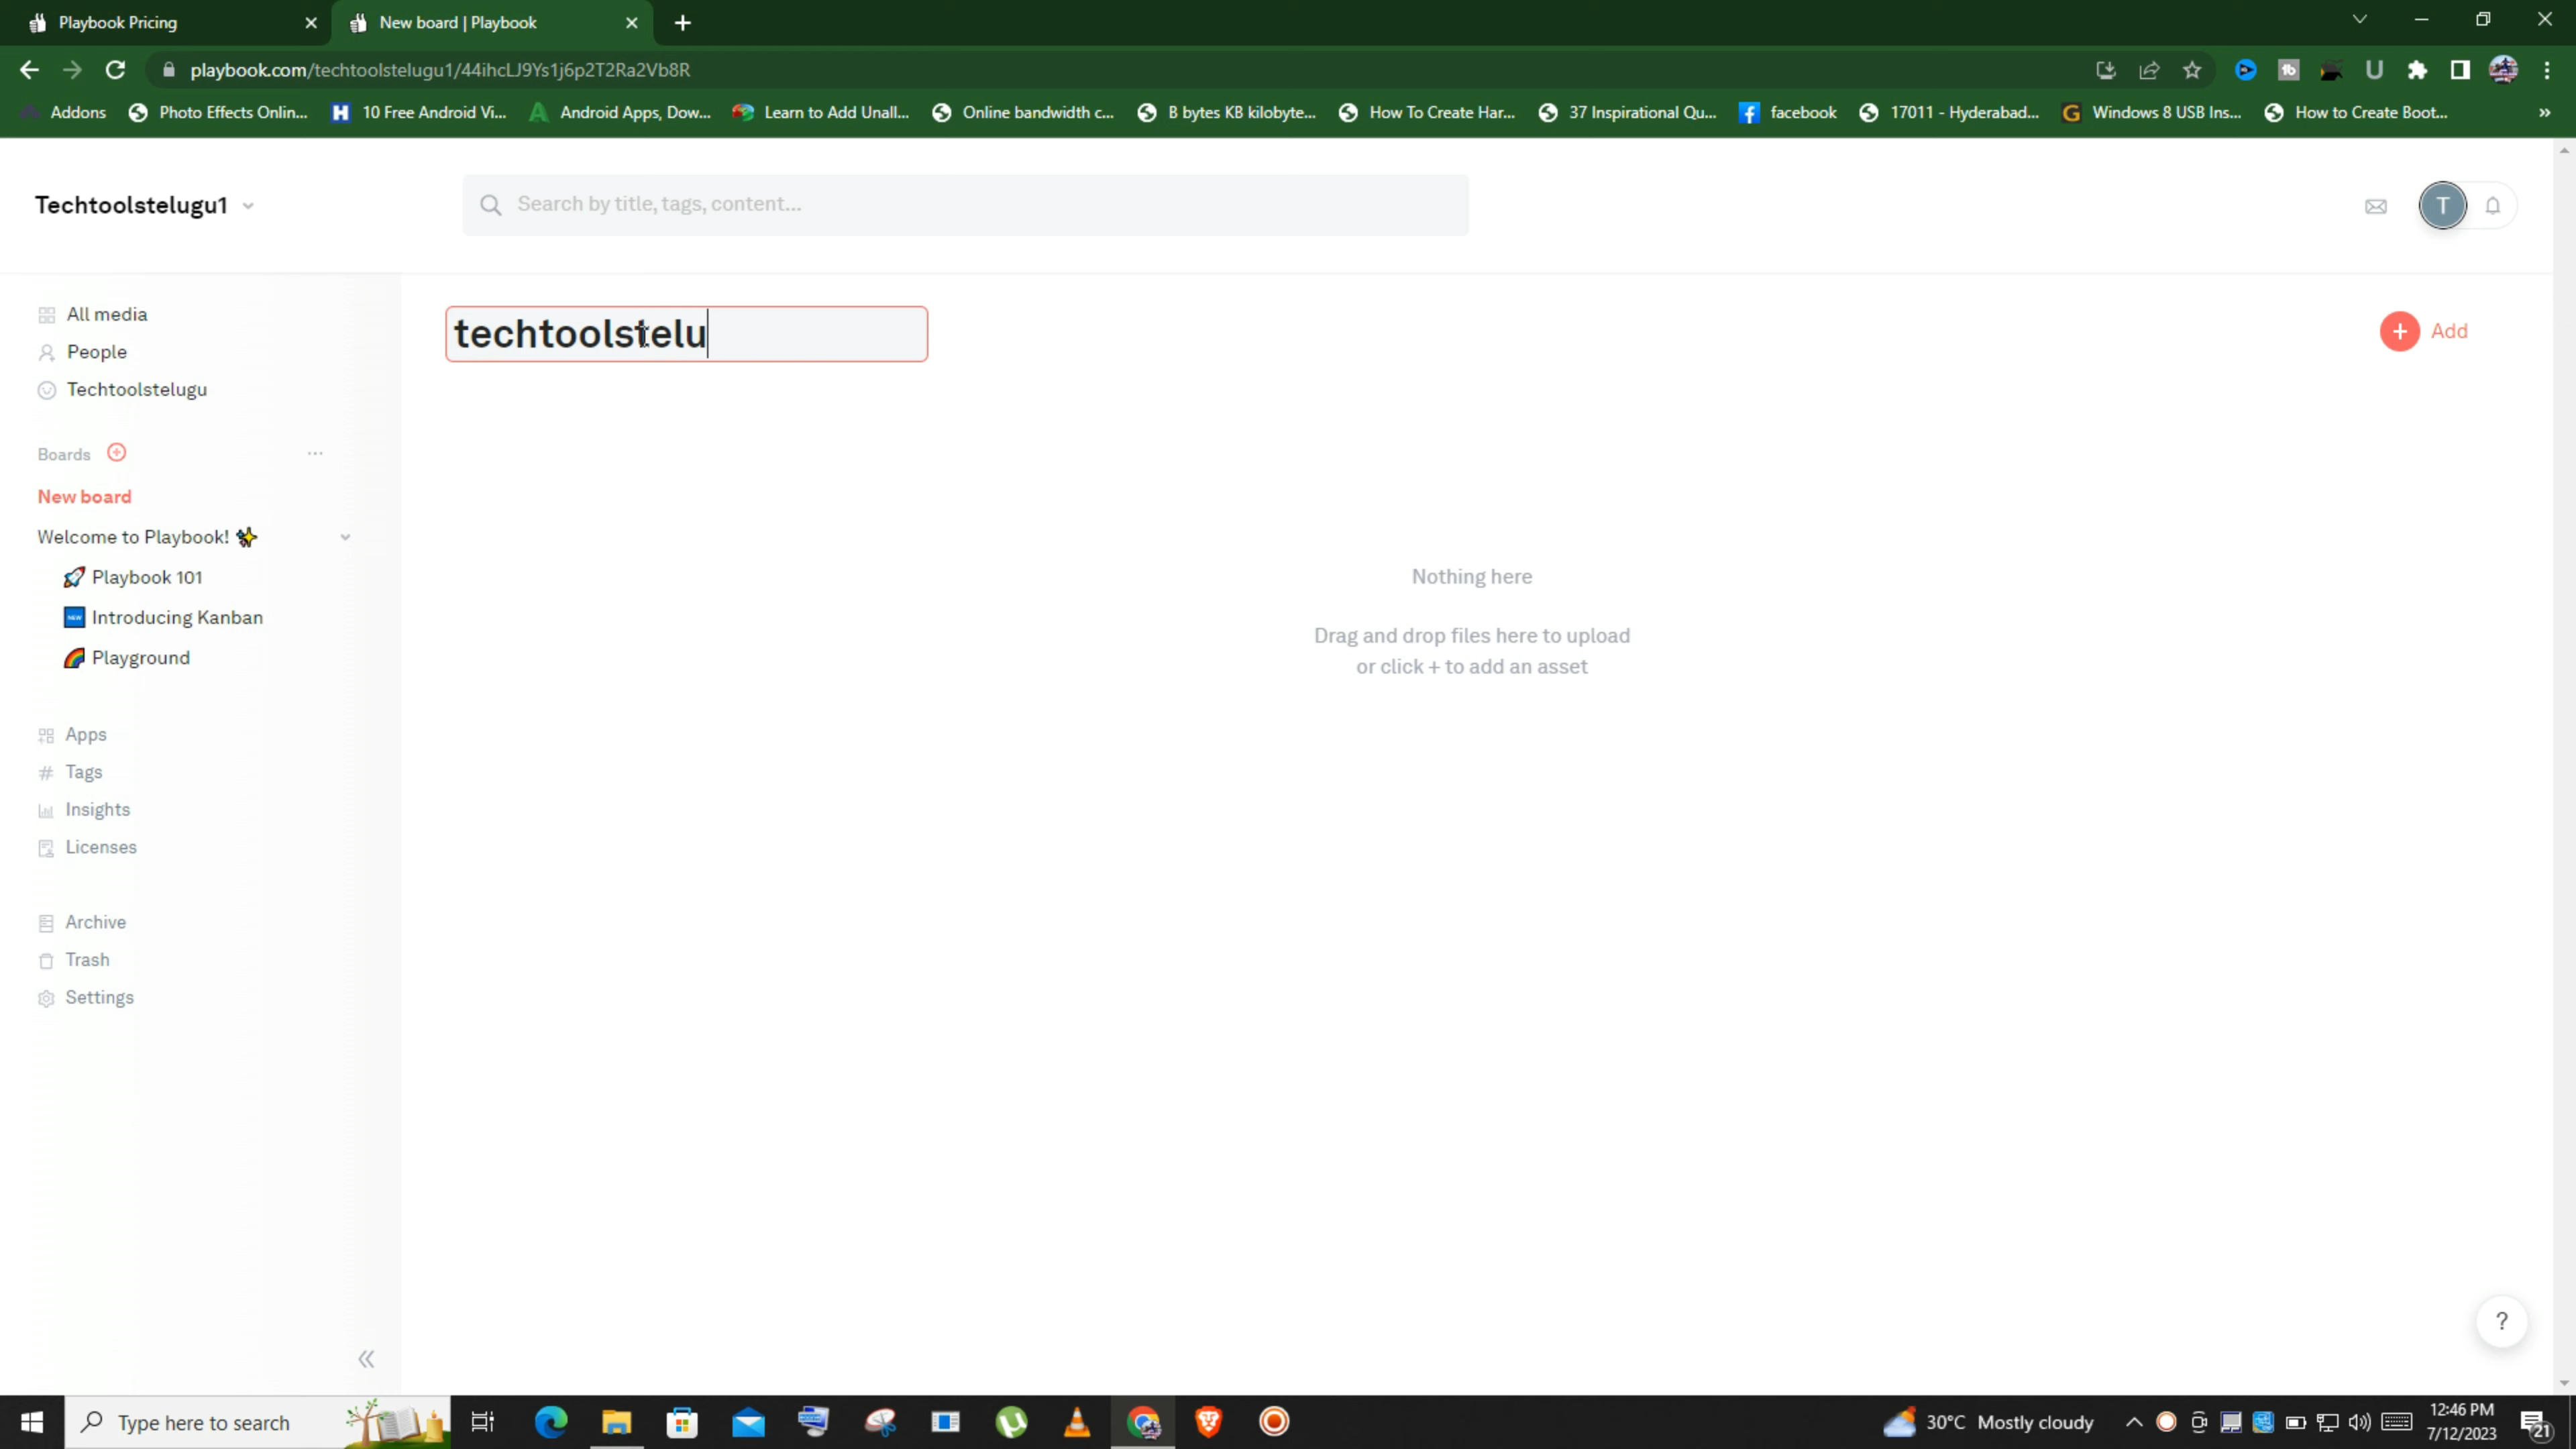 Playbook Pricing
New board | Playbook
playbook.com/techtoolstelugu1/44ihcLJ9Ys1j6p2T2Ra2Vb8R
Addons
Photo Effects Onlin...
10 Free Android Vi...
Android Apps, Dow...
Learn to Add Unall...
Online bandwidth c...
B bytes KB kilobyte...
How To Create Har...
37 Inspirational Qu...
facebook
17011 - Hyderabad...
Windows 8 USB Ins...
How to Create Boot...
Techtoolstelugu1
Search by title, tags, content...
T
All media
People
Techtoolstelugu
Boards
New board
Welcome to Playbook! ✨
🚀 Playbook 101
Introducing Kanban
🌈 Playground
Apps
# Tags
Insights
Licenses
Archive
Trash
Settings
techtoolstelu
+ Add
Nothing here
Drag and drop files here to upload
or click + to add an asset
?
Type here to search
30°C Mostly cloudy
12:46 PM
7/12/2023
21